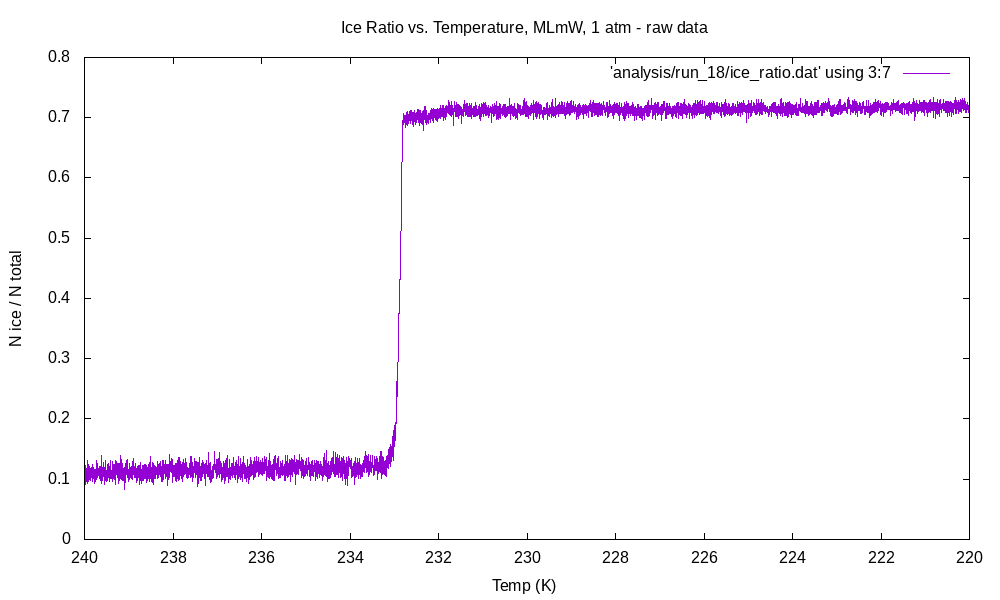 Ice Ratio vs. Temperature, MLmW, 1 atm - raw data
'analysis/run_18/ice_ratio.dat' using 3:7
N ice / N total
0.8
0.7
0.6
0.5
0.4
0.3
0.2
0.1
0
240 238 236 234 232 230 228 226 224 222 220
Temp (K)